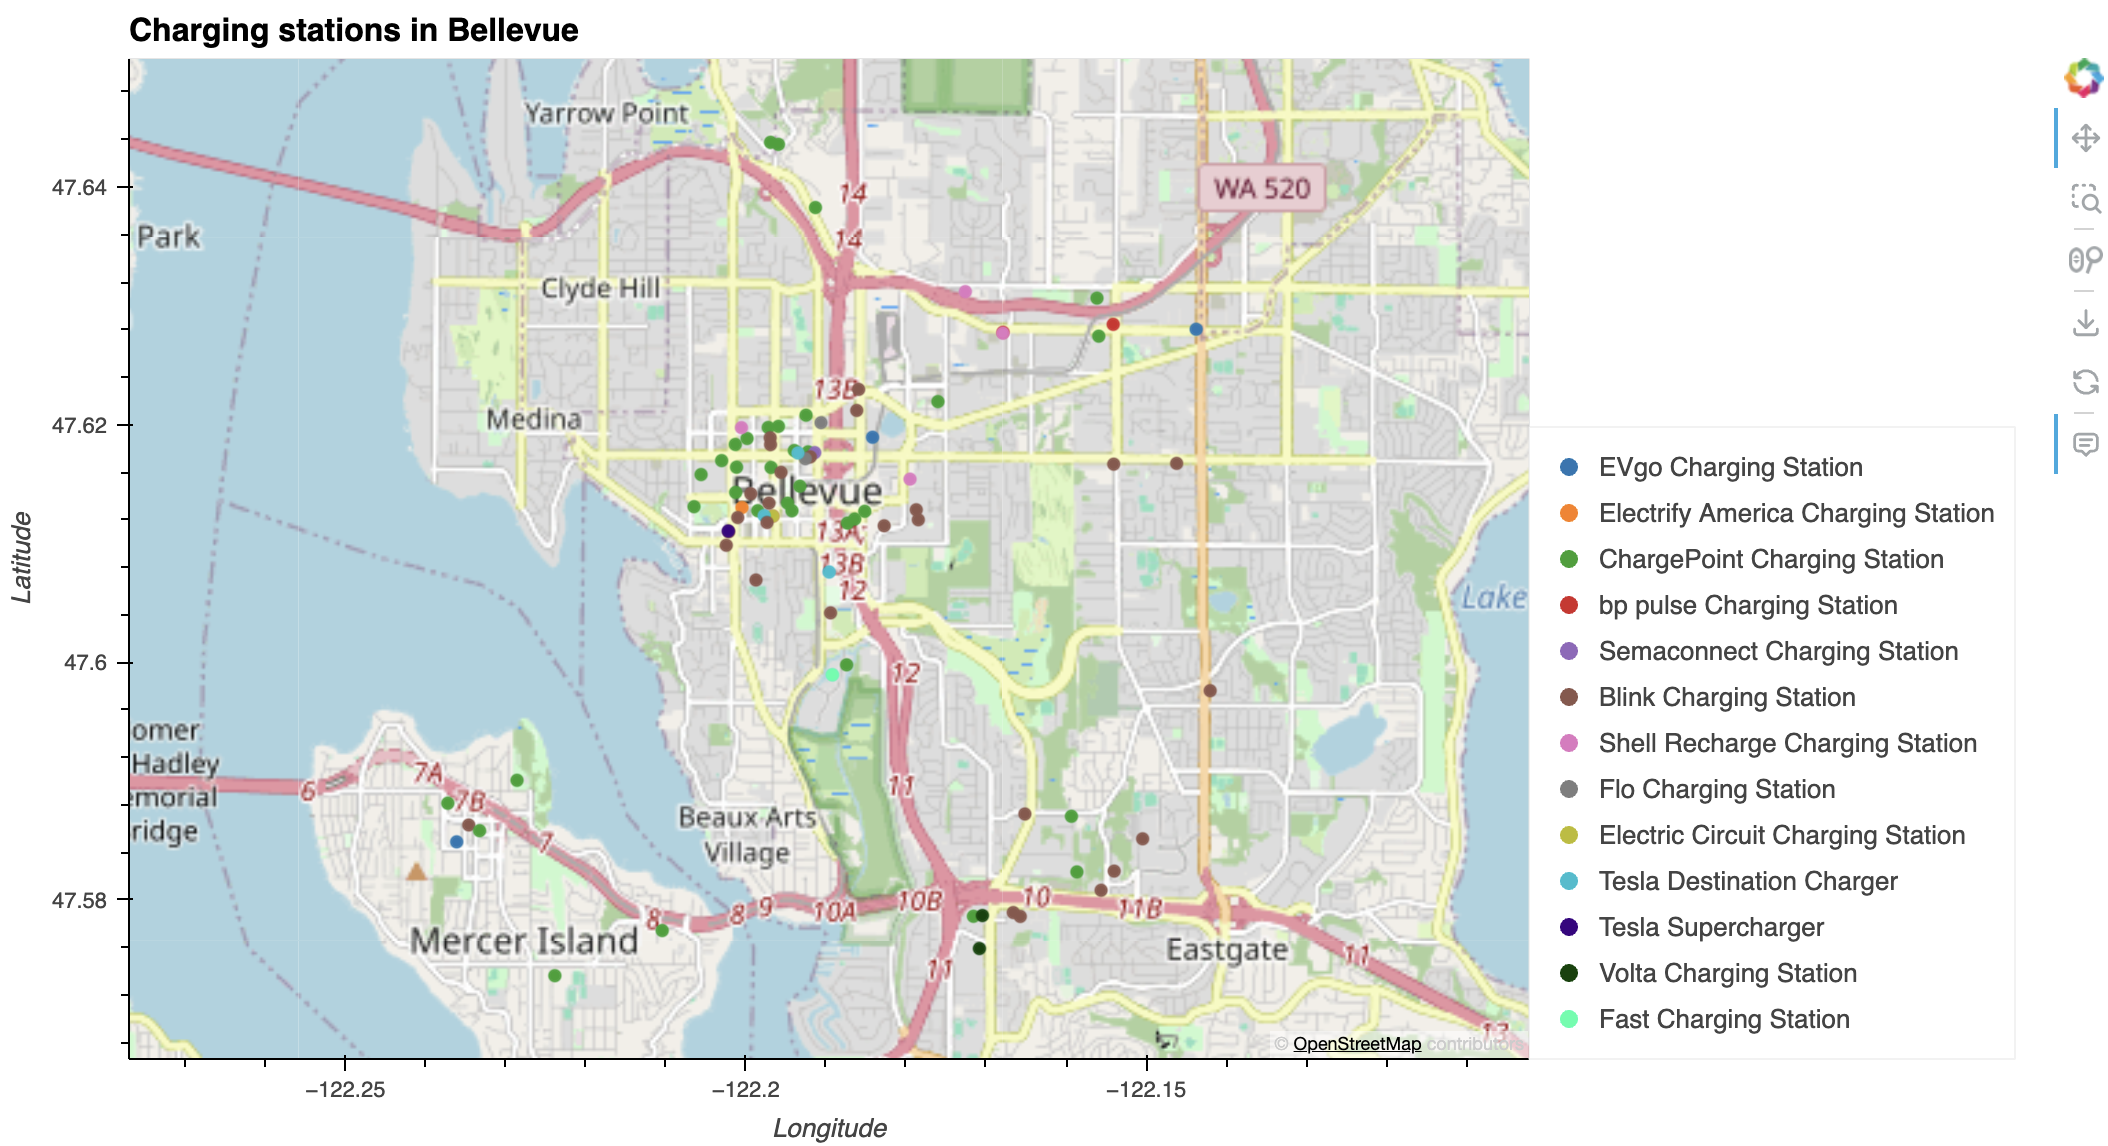 Charging stations in Bellevue
Yarrow Point
47.64
WA 520
14
Park
14
Clyde Hill
13B
Medina
47.62
Bellevue
13A;
13B
12
Lake
Latitude
47.6
12
omer
Hadley
emorial
ridge
6
7A
7B
7
11
Beaux Arts
Village
47.58
8
8
9
10A
10B
10
11B
Mercer Island
Eastgate
11
11
13
© OpenStreetMap contributors
−122.25
−122.2
−122.15
Longitude
EVgo Charging Station
Electrify America Charging Station
ChargePoint Charging Station
bp pulse Charging Station
Semaconnect Charging Station
Blink Charging Station
Shell Recharge Charging Station
Flo Charging Station
Electric Circuit Charging Station
Tesla Destination Charger
Tesla Supercharger
Volta Charging Station
Fast Charging Station